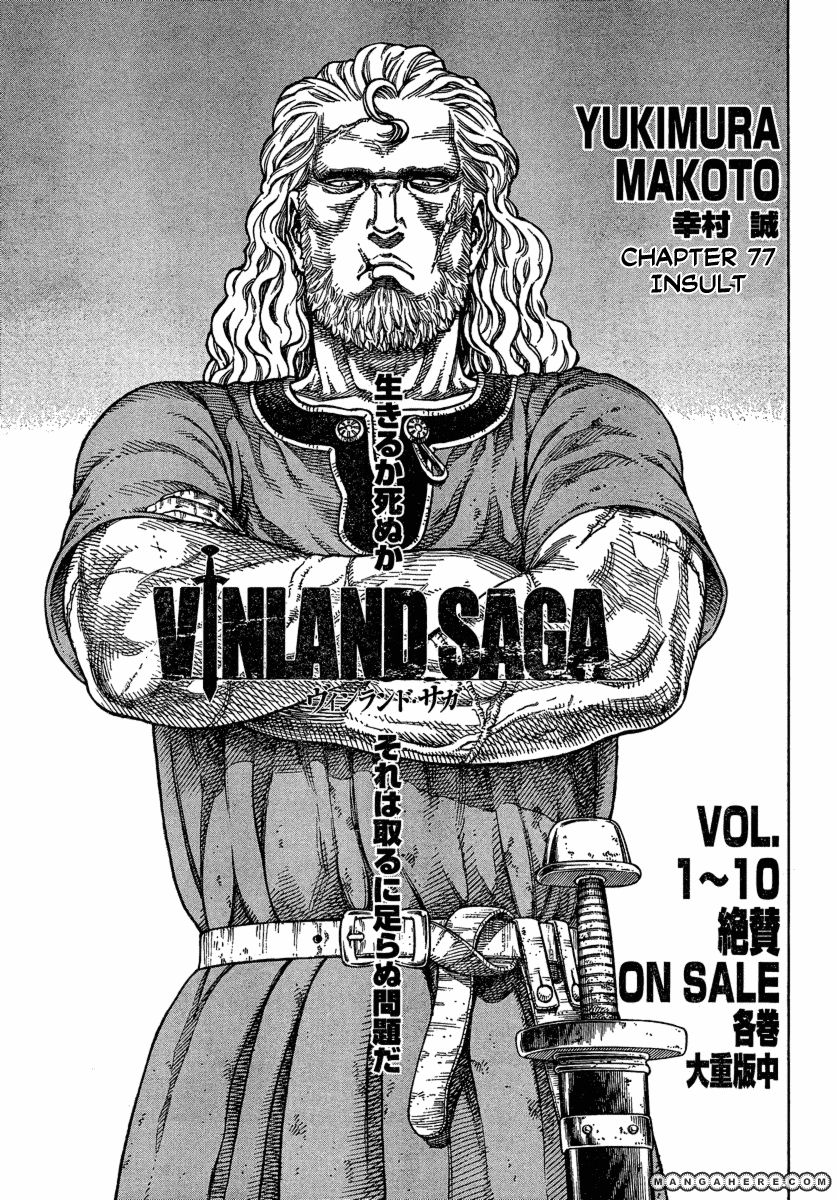 YUKIMURA
MAKOTO
幸村 誠
CHAPTER 77
INSULT
生きるか死ぬか
VINLAND SAGA
ヴィンランド・サガ
それは取るに足らぬ問題だ
VOL.
1~10
絶賛
ON SALE
各巻
大重版中
MANGAHERE.COM